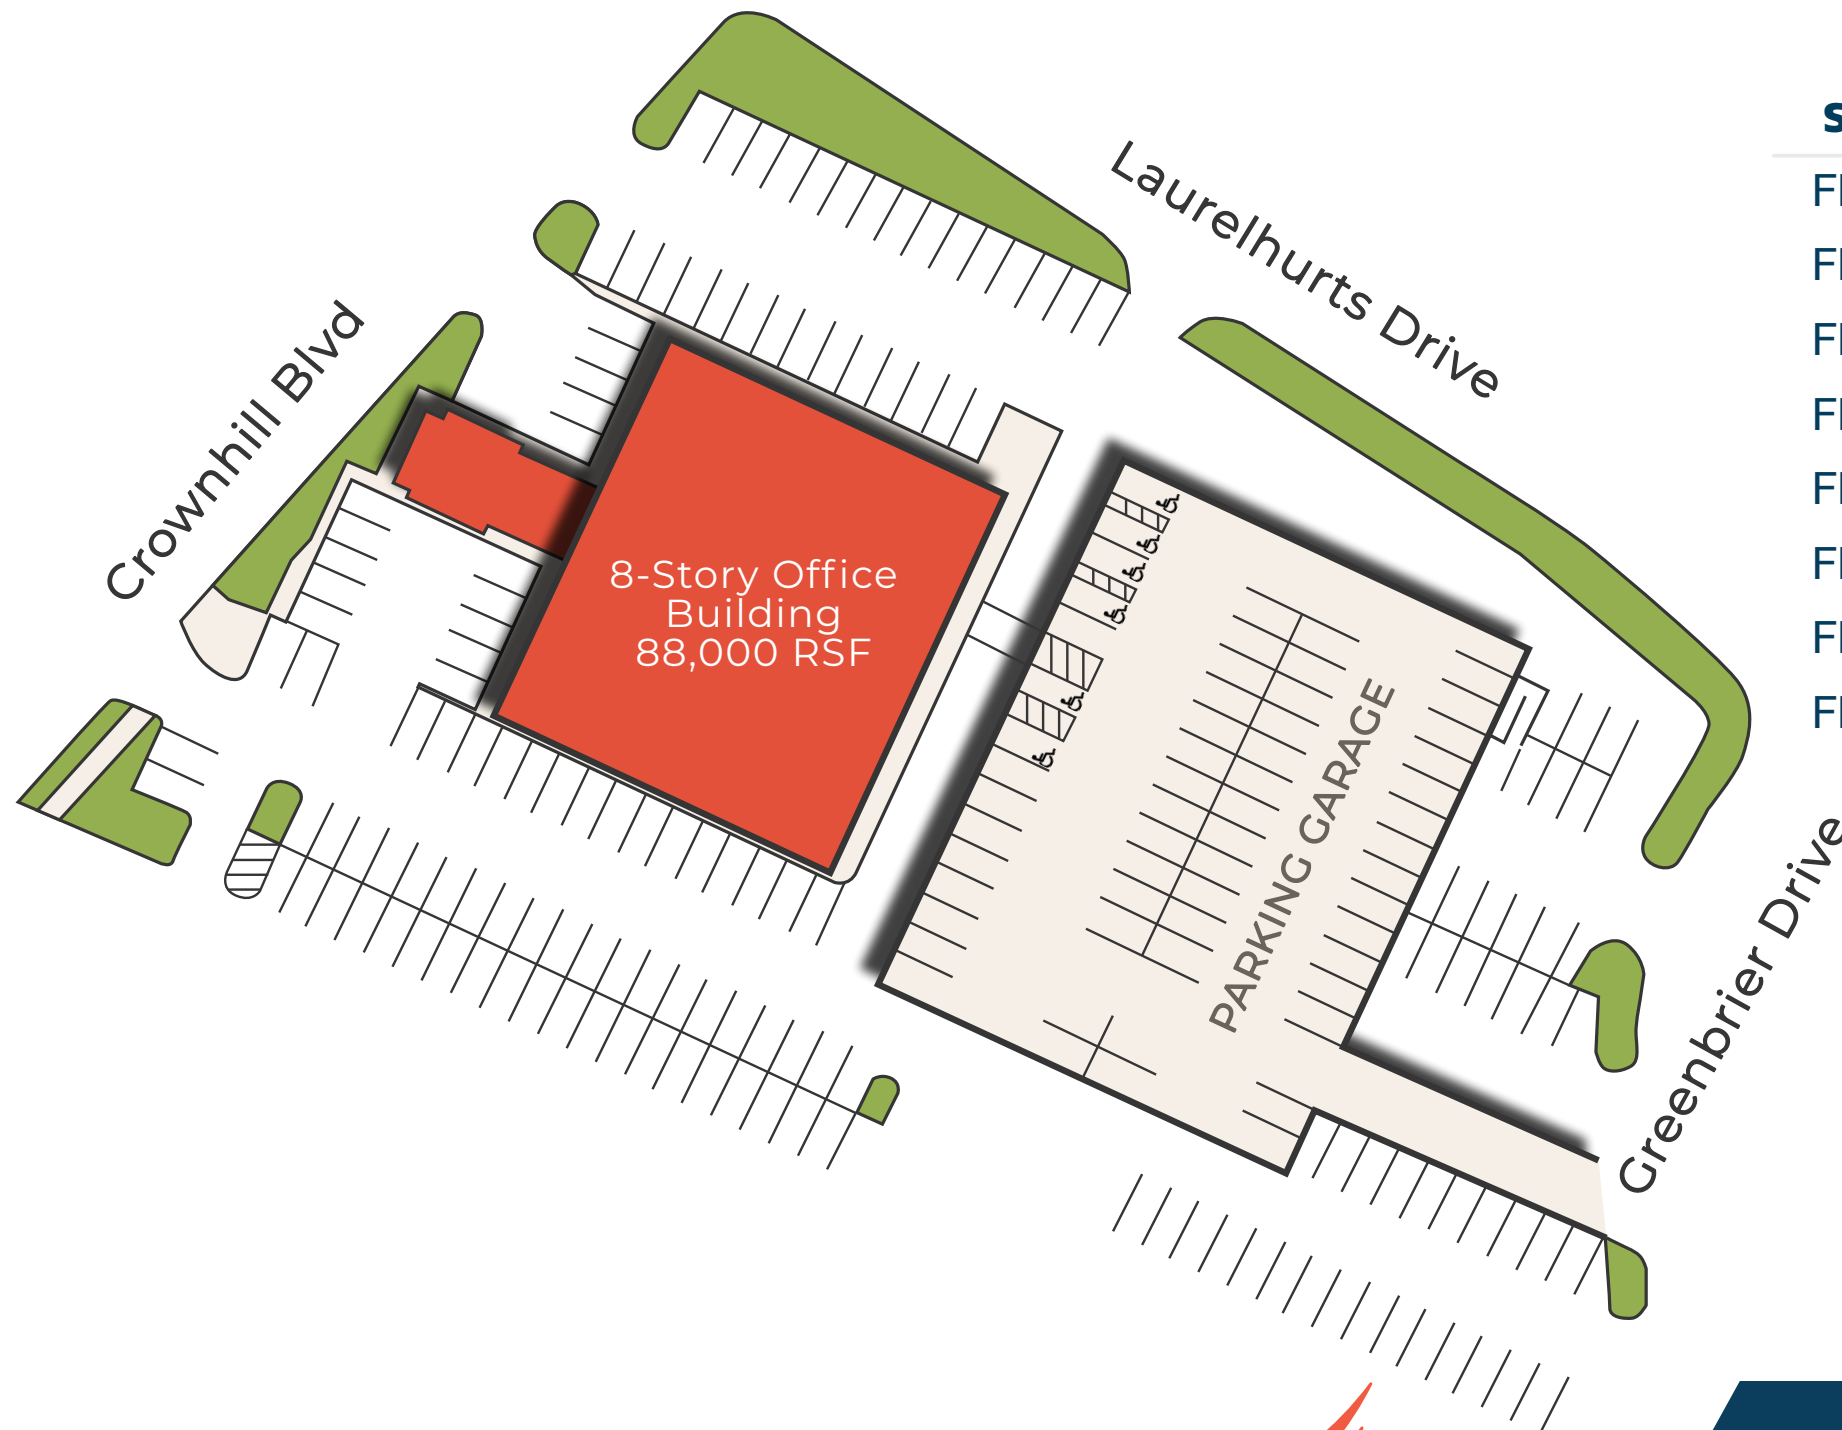 Laurelhurts Drive
Crownhill Blvd
8-Story Office
Building
88,000 RSF
PARKING GARAGE
Greenbrier Drive